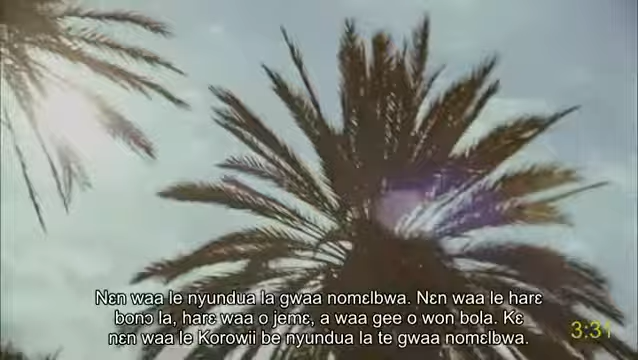 Nɛn waa le nyundua la gwaa nomɛlbwa. Nɛn waa le harɛ
bonɔ la, harɛ waa o jemɛ, a waa gee o won bola. Kɛ
nɛn waa le Korowii be nyundua la te gwaa nomɛlbwa.
3:31